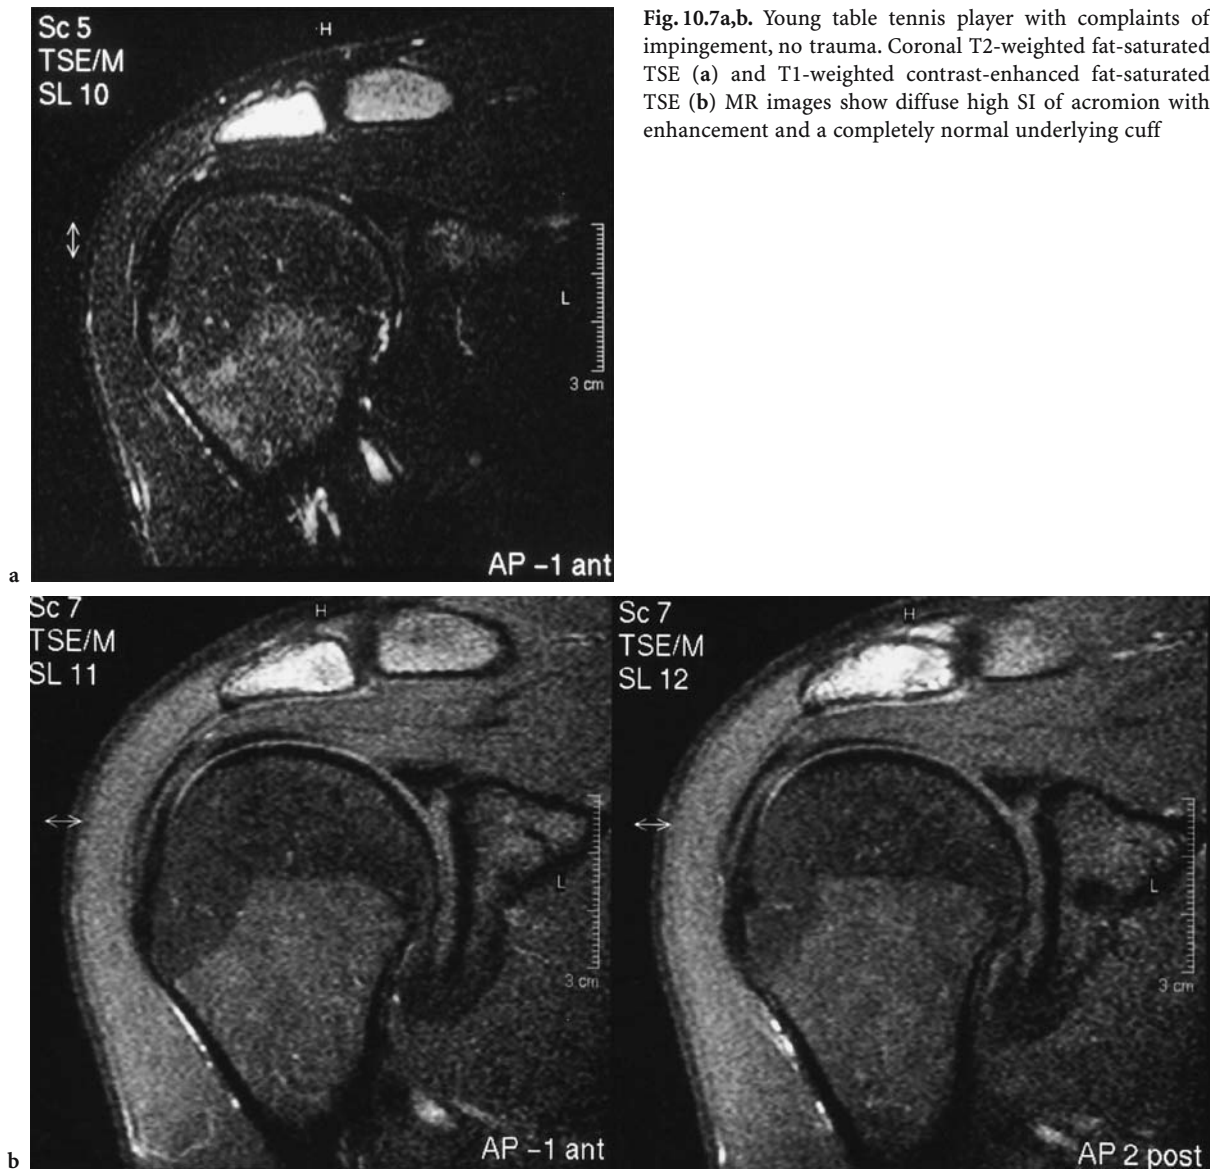 Sc 5
TSE/M
SL 10
H
L
3 cm
AP –1 ant
a
Fig. 10.7a,b. Young table tennis player with complaints of
impingement, no trauma. Coronal T2-weighted fat-saturated
TSE (a) and T1-weighted contrast-enhanced fat-saturated
TSE (b) MR images show diffuse high SI of acromion with
enhancement and a completely normal underlying cuff
Sc 7
TSE/M
SL 11
H
L
3 cm
AP –1 ant
b
Sc 7
TSE/M
SL 12
H
L
3 cm
AP 2 post